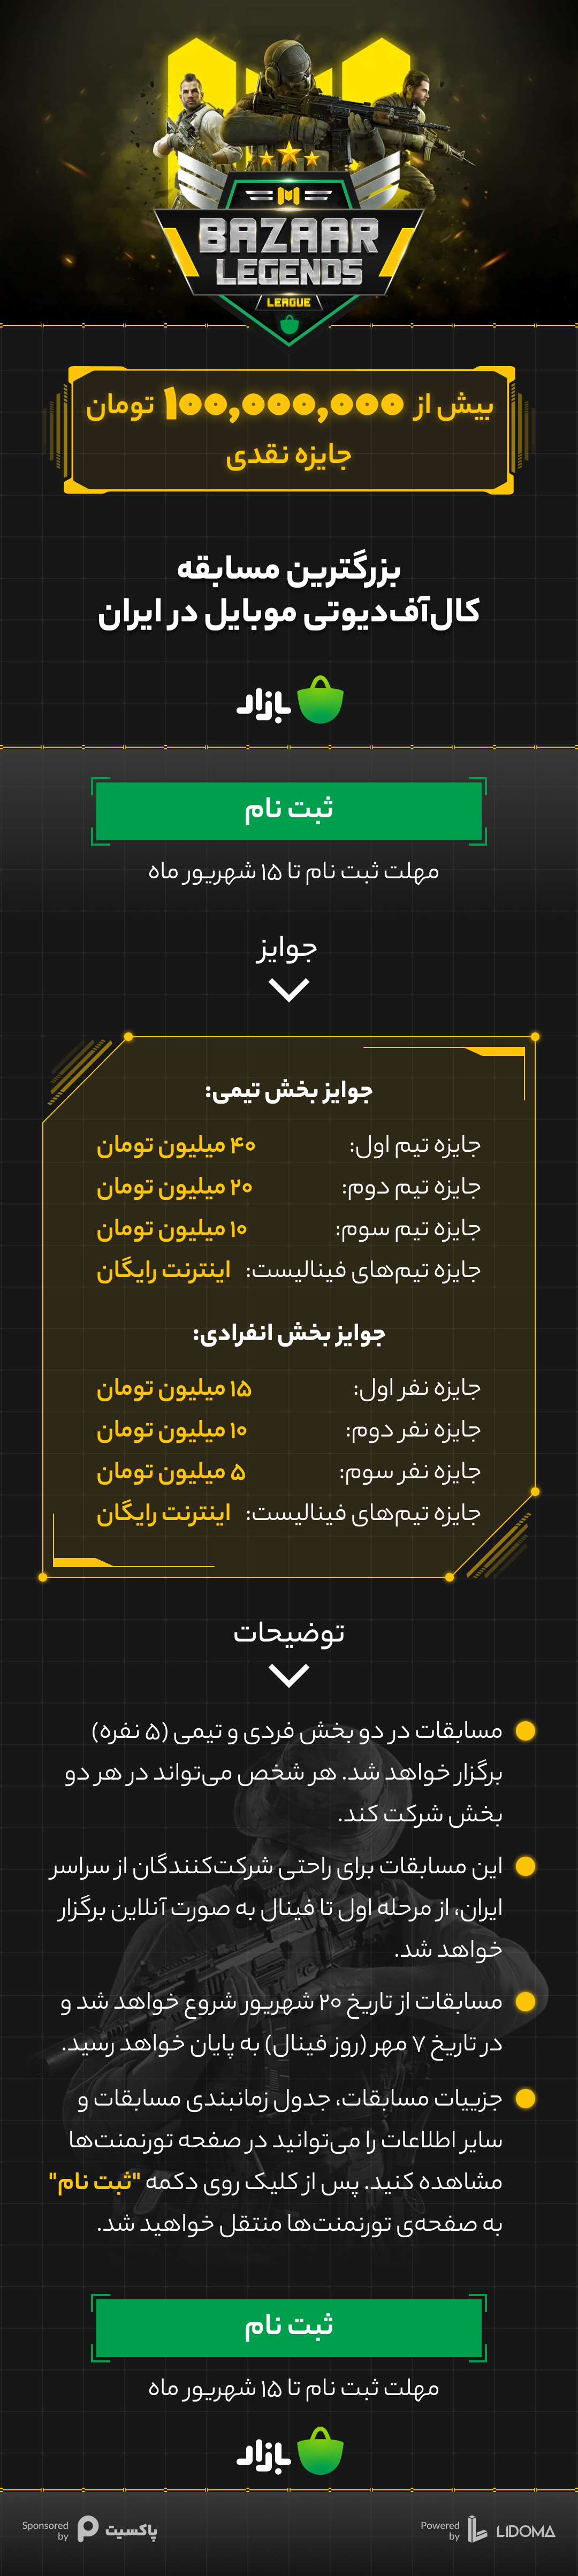 BAZAAR
LEGENDS
LEAGUE
بیش از ۱۰۰,۰۰۰,۰۰۰ تومان
جایزه نقدی
بزرگترین مسابقه
کال‌آف‌دیوتی موبایل در ایران
بازار
ثبت نام
مهلت ثبت نام تا ۱۵ شهریور ماه
جوایز
جوایز بخش تیمی:
جایزه تیم اول: ۴۰ میلیون تومان
جایزه تیم دوم: ۲۰ میلیون تومان
جایزه تیم سوم: ۱۰ میلیون تومان
جایزه تیم‌های فینالیست: اینترنت رایگان
جوایز بخش انفرادی:
جایزه نفر اول: ۱۵ میلیون تومان
جایزه نفر دوم: ۱۰ میلیون تومان
جایزه نفر سوم: ۵ میلیون تومان
جایزه تیم‌های فینالیست: اینترنت رایگان
توضیحات
مسابقات در دو بخش فردی و تیمی (۵ نفره)
برگزار خواهد شد. هر شخص می‌تواند در هر دو
بخش شرکت کند.
این مسابقات برای راحتی شرکت‌کنندگان از سراسر
ایران، از مرحله اول تا فینال به صورت آنلاین برگزار
خواهد شد.
مسابقات از تاریخ ۲۰ شهریور شروع خواهد شد و
در تاریخ ۷ مهر (روز فینال) به پایان خواهد رسید.
جزییات مسابقات، جدول زمانبندی مسابقات و
سایر اطلاعات را می‌توانید در صفحه تورنمنت‌ها
مشاهده کنید. پس از کلیک روی دکمه "ثبت نام"
به صفحه‌ی تورنمنت‌ها منتقل خواهید شد.
ثبت نام
مهلت ثبت نام تا ۱۵ شهریور ماه
بازار
Sponsored
by
پاکسیت
Powered
by
LIDOMA